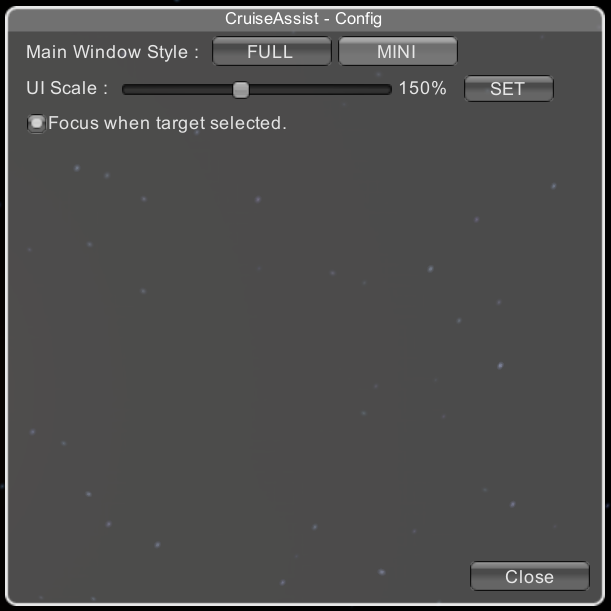 CruiseAssist - Config
Main Window Style : FULL MINI
UI Scale : 150% SET
Focus when target selected.
Close